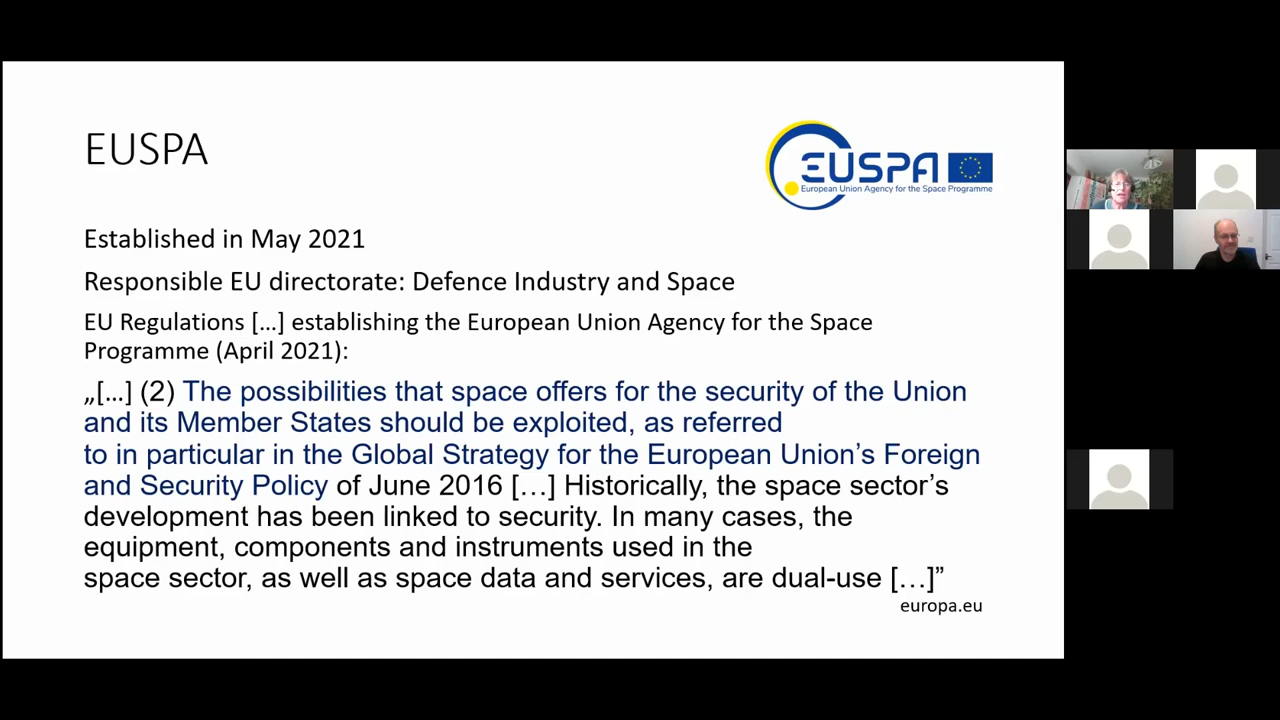 EUSPA
EUSPA
European Union Agency for the Space Programme
Established in May 2021
Responsible EU directorate: Defence Industry and Space
EU Regulations […] establishing the European Union Agency for the Space
Programme (April 2021):
„[…] (2) The possibilities that space offers for the security of the Union
and its Member States should be exploited, as referred
to in particular in the Global Strategy for the European Union’s Foreign
and Security Policy of June 2016 […] Historically, the space sector’s
development has been linked to security. In many cases, the
equipment, components and instruments used in the
space sector, as well as space data and services, are dual-use […]”
europa.eu